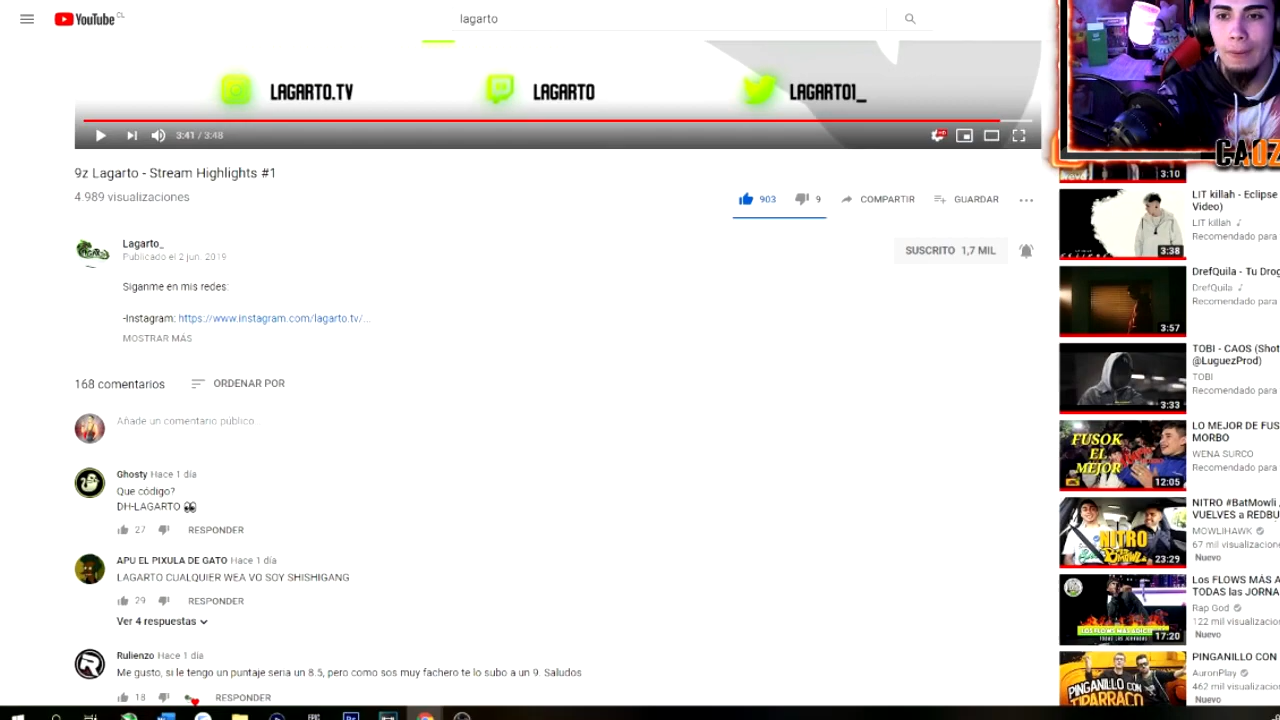 YouTube CL
lagarto
LAGARTO.TV
LAGARTO
LAGARTO1_
3:41 / 3:48
9z Lagarto - Stream Highlights #1
4.989 visualizaciones
903
9
COMPARTIR
GUARDAR
Lagarto_
Publicado el 2 jun. 2019
SUSCRITO 1,7 MIL
Siganme en mis redes:
-Instagram: https://www.instagram.com/lagarto.tv/...
MOSTRAR MÁS
168 comentarios
ORDENAR POR
Añade un comentario público
Ghosty Hace 1 día
Que código?
DH-LAGARTO 👀
27
RESPONDER
APU EL PIXULA DE GATO Hace 1 día
LAGARTO CUALQUIER WEA VO SOY SHISHIGANG
29
RESPONDER
Ver 4 respuestas
Rulienzo Hace 1 día
Me gusto, si le tengo un puntaje seria un 8.5, pero como sos muy fachero te lo subo a un 9. Saludos
18
RESPONDER
CAOZ
3:10
LIT killah - Eclipse
Video)
LIT killah ♪
Recomendado para
3:38
DrefQuila - Tu Drog
DrefQuila ♪
Recomendado para
3:57
TOBI - CAOS (Shot
@LuguezProd)
TOBI
Recomendado para
3:33
LO MEJOR DE FUS
MORBO
WENA SURCO
Recomendado para
FUSOK
EL
MEJOR
12:05
NITRO #BatMowli
VUELVES a REDBU
MOWLIHAWK
67 mil visualizacione
Nuevo
NITRO
23:29
Los FLOWS MÁS A
TODAS las JORNA
Rap God
122 mil visualizacion
Nuevo
17:20
PINGANILLO CON
AuronPlay
462 mil visualizacion
Nuevo
PINGANILLO CON